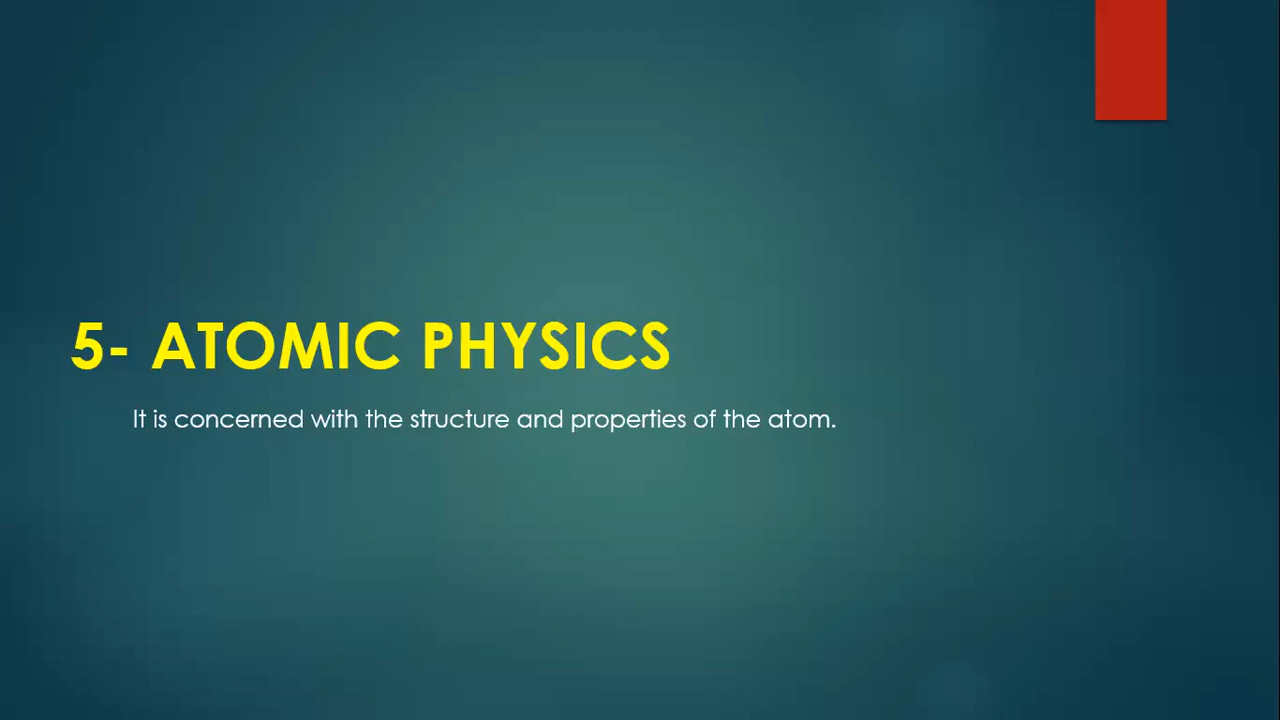 5- ATOMIC PHYSICS
It is concerned with the structure and properties of the atom.